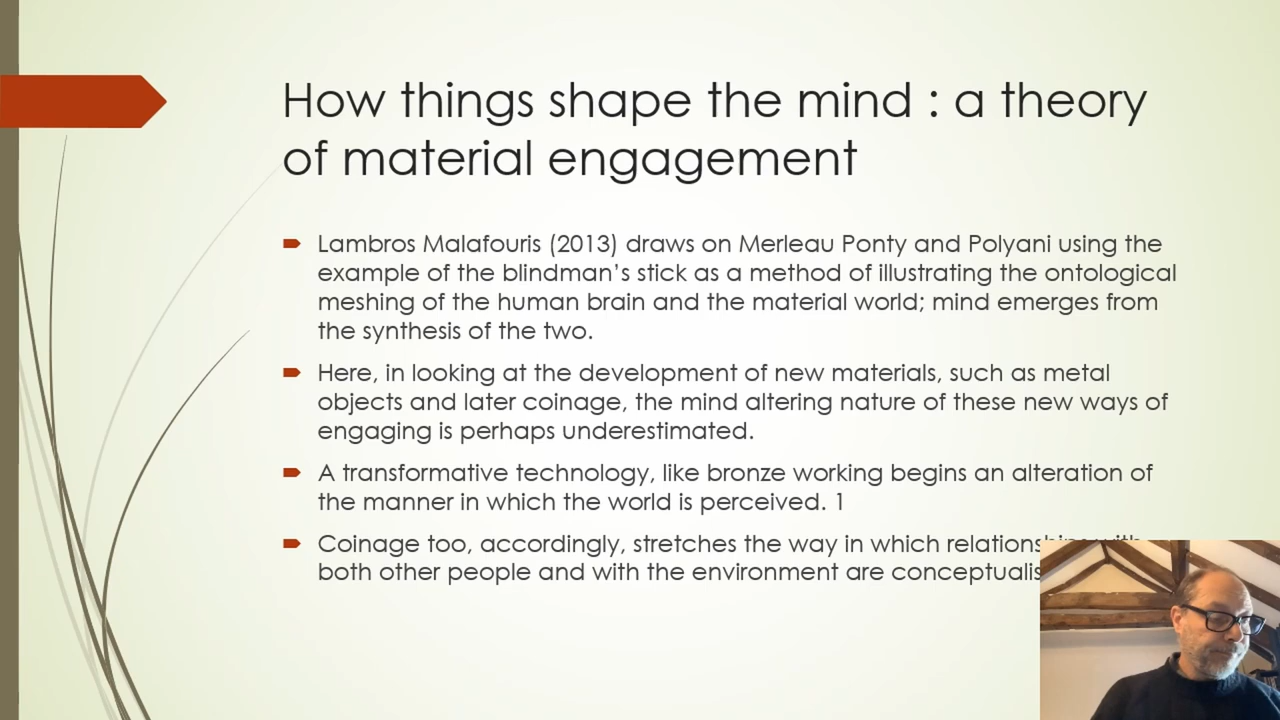 How things shape the mind : a theory
of material engagement
Lambros Malafouris (2013) draws on Merleau Ponty and Polyani using the
example of the blindman's stick as a method of illustrating the ontological
meshing of the human brain and the material world; mind emerges from
the synthesis of the two.
Here, in looking at the development of new materials, such as metal
objects and later coinage, the mind altering nature of these new ways of
engaging is perhaps underestimated.
A transformative technology, like bronze working begins an alteration of
the manner in which the world is perceived. 1
Coinage too, accordingly, stretches the way in which relationships with
both other people and with the environment are